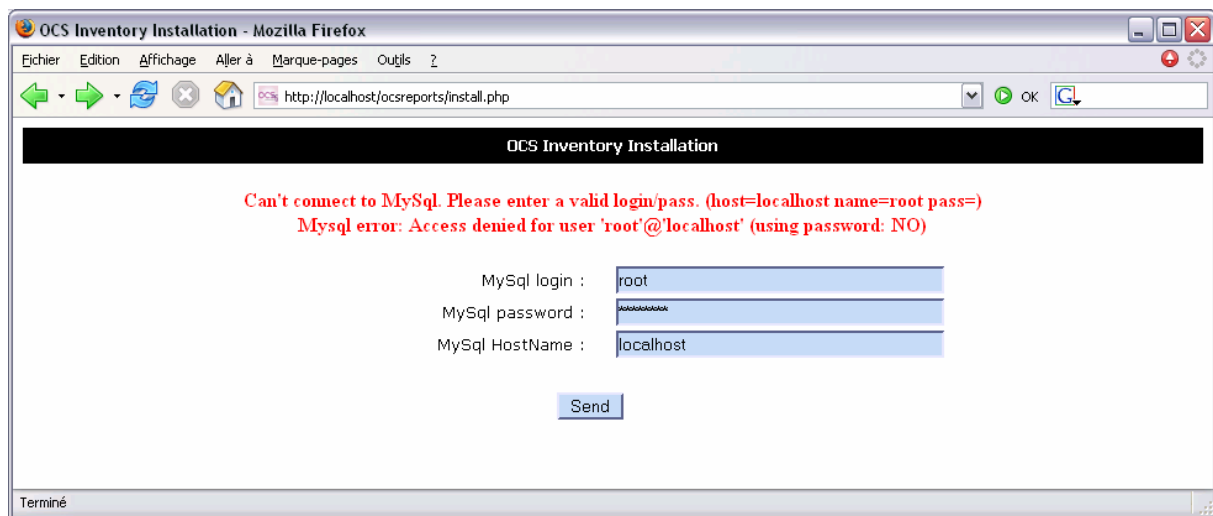 OCS Inventory Installation - Mozilla Firefox
Fichier Edition Affichage Aller à Marque-pages Outils ?
OCS http://localhost/ocsreports/install.php OK G
OCS Inventory Installation
Can't connect to MySql. Please enter a valid login/pass. (host=localhost name=root pass=)
Mysql error: Access denied for user 'root'@'localhost' (using password: NO)
MySql login : root
MySql password : *********
MySql HostName : localhost
Send
Terminé